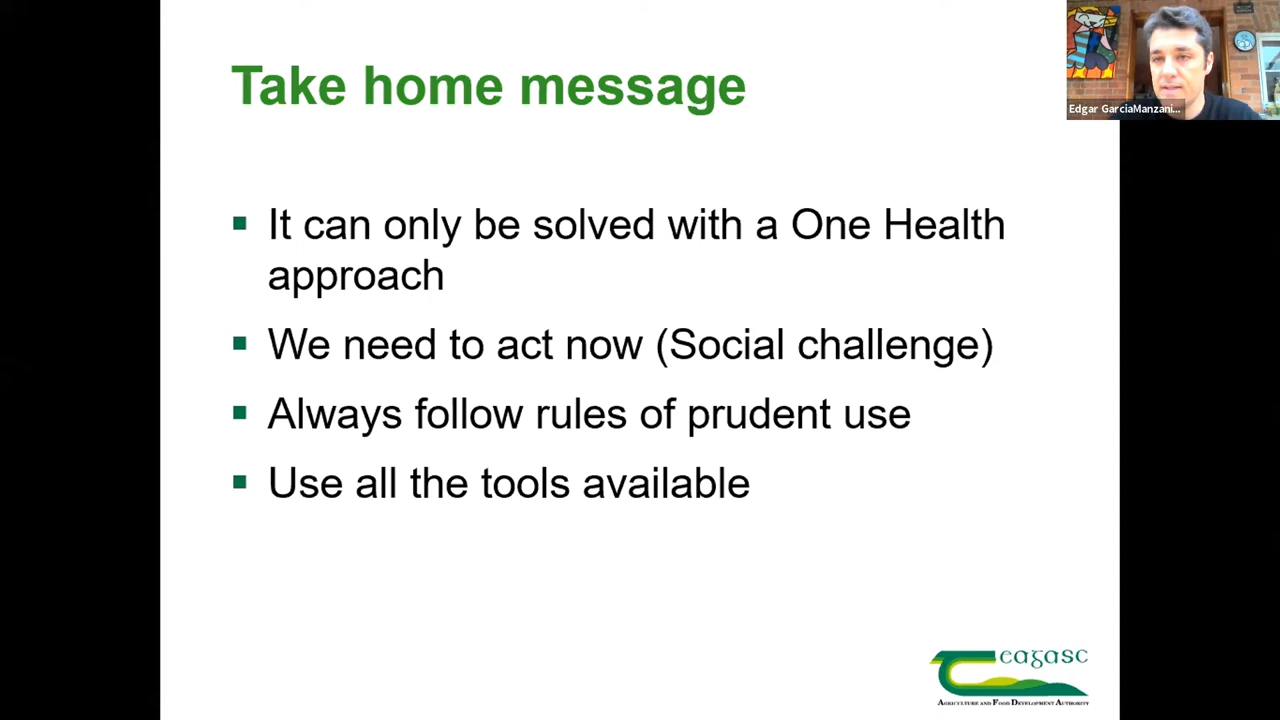 Take home message
Edgar GarciaManzani...
It can only be solved with a One Health
approach
We need to act now (Social challenge)
Always follow rules of prudent use
Use all the tools available
Teagasc
AGRICULTURE AND FOOD DEVELOPMENT AUTHORITY